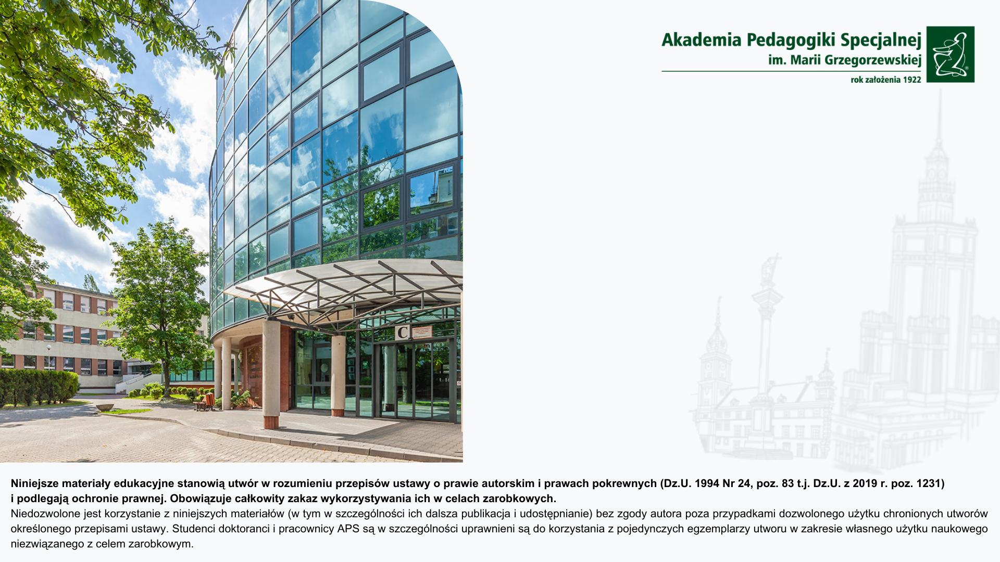 Akademia Pedagogiki Specjalnej
im. Marii Grzegorzewskiej
rok założenia 1922
C
Niniejsze materiały edukacyjne stanowią utwór w rozumieniu przepisów ustawy o prawie autorskim i prawach pokrewnych (Dz.U. 1994 Nr 24, poz. 83 t.j. Dz.U. z 2019 r. poz. 1231)
i podlegają ochronie prawnej. Obowiązuje całkowity zakaz wykorzystywania ich w celach zarobkowych.
Niedozwolone jest korzystanie z niniejszych materiałów (w tym w szczególności ich dalsza publikacja i udostępnianie) bez zgody autora poza przypadkami dozwolonego użytku chronionych utworów
określonego przepisami ustawy. Studenci doktoranci i pracownicy APS są w szczególności uprawnieni są do korzystania z pojedynczych egzemplarzy utworu w zakresie własnego użytku naukowego
niezwiązanego z celem zarobkowym.